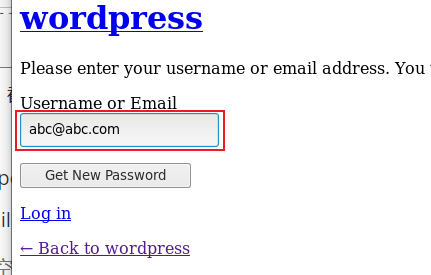 wordpress
Please enter your username or email address. You
Username or Email
abc@abc.com
Get New Password
Log in
← Back to wordpress